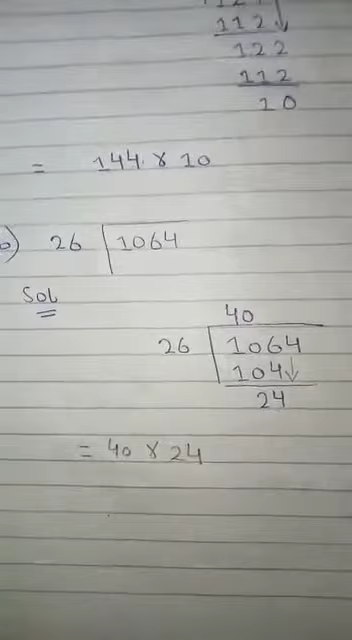 112↓
122
112
10
= 144 r 10
b) 26 | 1064
Sol
40
26 | 1064
104↓
24
= 40 r 24